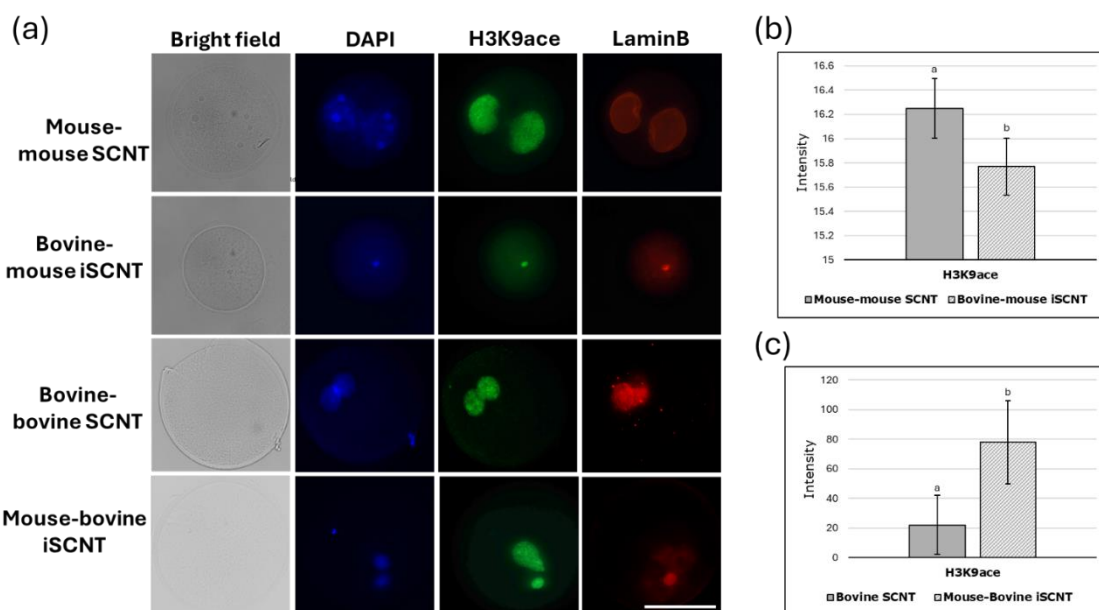 (a)
Bright field DAPI H3K9ace LaminB
Mouse-
mouse SCNT
Bovine-
mouse iSCNT
Bovine-
bovine SCNT
Mouse-bovine
iSCNT
(b)
16.6
16.4
16.2
16
15.8
15.6
15.4
15.2
15
Intensity
a
b
H3K9ace
Mouse-mouse SCNT Bovine-mouse iSCNT
(c)
120
100
80
60
40
20
0
Intensity
a
b
H3K9ace
Bovine SCNT Mouse-Bovine iSCNT